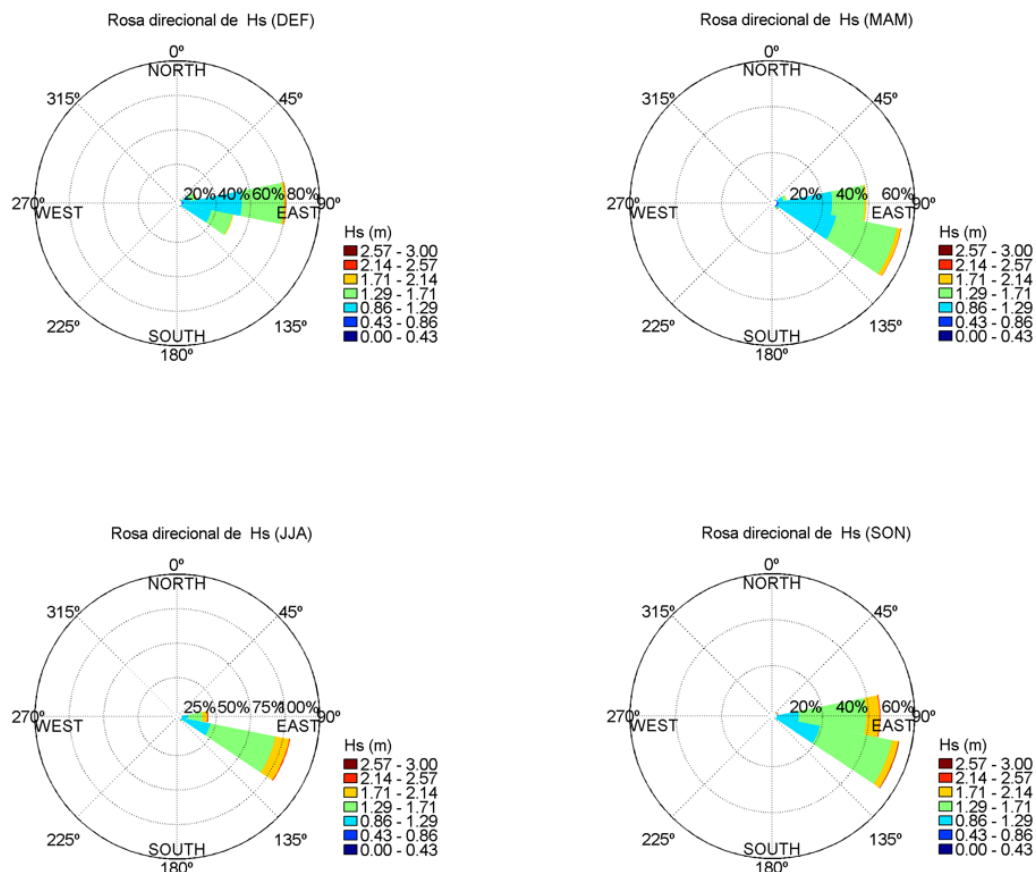 Rosa direcional de Hs (DEF)
0º
NORTH
315º
45º
20% 40% 60% 80%
270º
WEST
EAST
90º
225º
135º
SOUTH
180º
Hs (m)
2.57 - 3.00
2.14 - 2.57
1.71 - 2.14
1.29 - 1.71
0.86 - 1.29
0.43 - 0.86
0.00 - 0.43
Rosa direcional de Hs (MAM)
0º
NORTH
315º
45º
20% 40% 60%
270º
WEST
EAST
90º
225º
135º
SOUTH
180º
Hs (m)
2.57 - 3.00
2.14 - 2.57
1.71 - 2.14
1.29 - 1.71
0.86 - 1.29
0.43 - 0.86
0.00 - 0.43
Rosa direcional de Hs (JJA)
0º
NORTH
315º
45º
25% 50% 75% 100%
270º
WEST
EAST
90º
225º
135º
SOUTH
180º
Hs (m)
2.57 - 3.00
2.14 - 2.57
1.71 - 2.14
1.29 - 1.71
0.86 - 1.29
0.43 - 0.86
0.00 - 0.43
Rosa direcional de Hs (SON)
0º
NORTH
315º
45º
20% 40% 60%
270º
WEST
EAST
90º
225º
135º
SOUTH
180º
Hs (m)
2.57 - 3.00
2.14 - 2.57
1.71 - 2.14
1.29 - 1.71
0.86 - 1.29
0.43 - 0.86
0.00 - 0.43